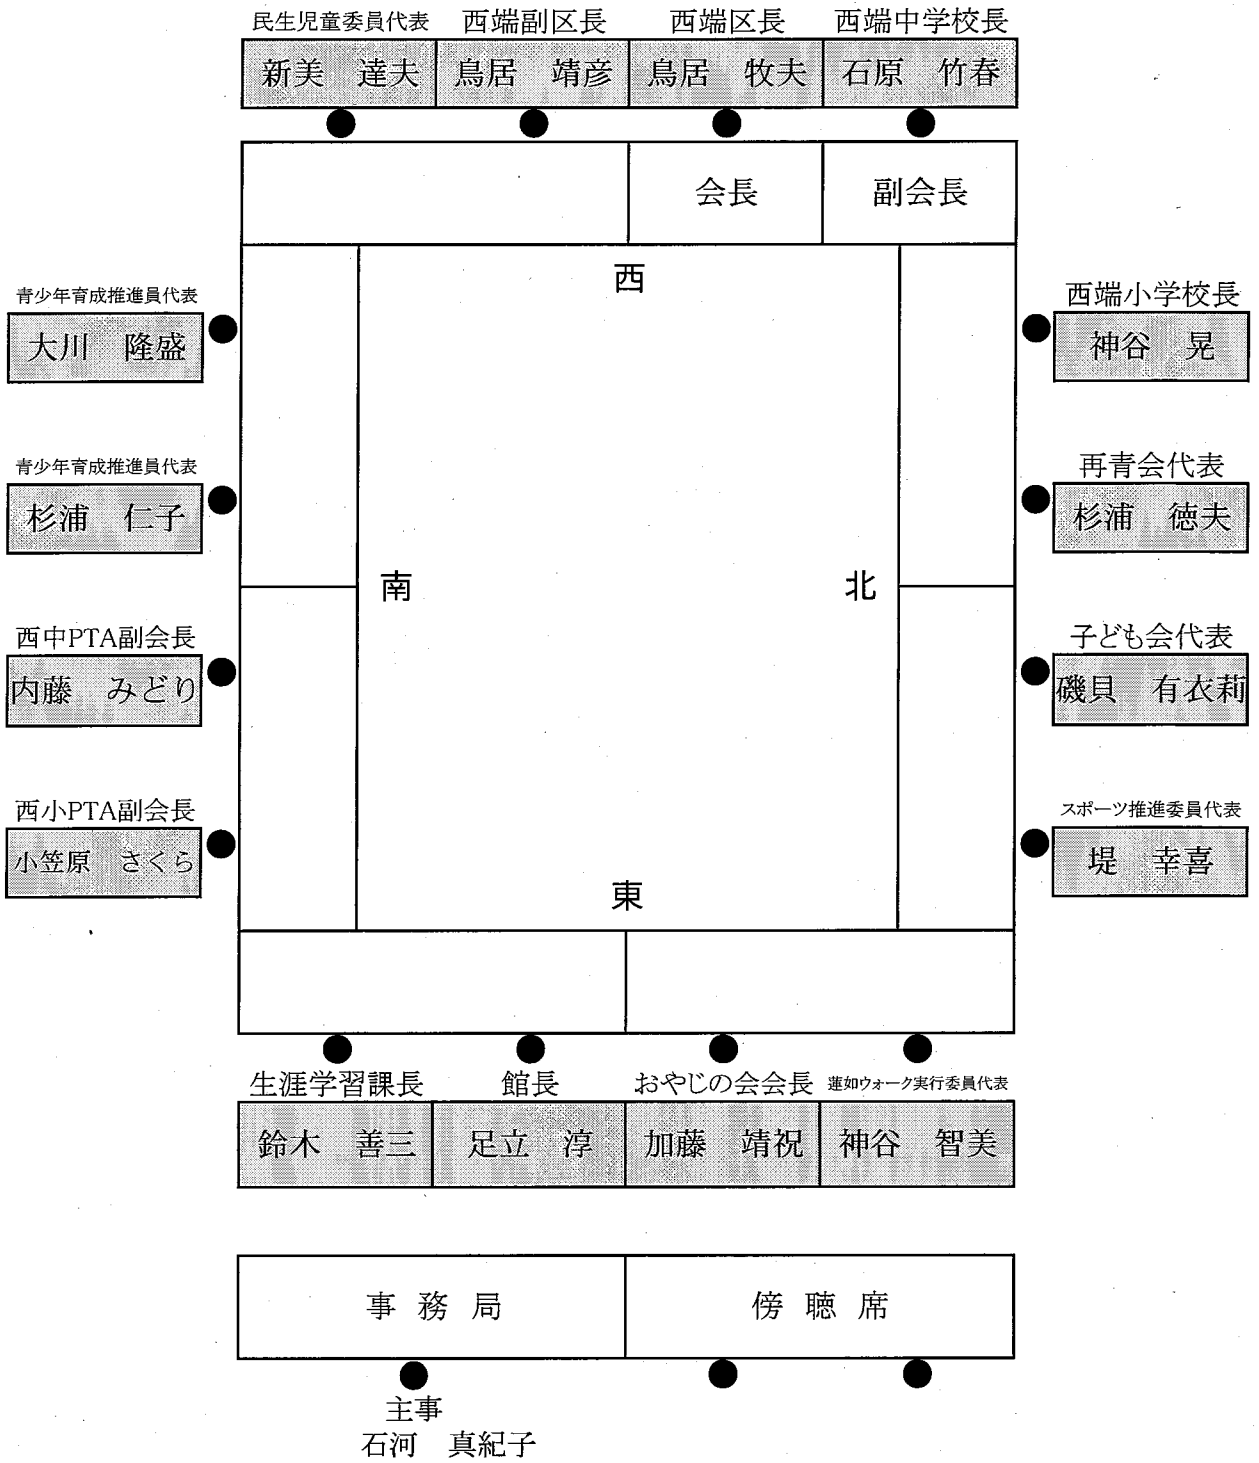 民生児童委員代表　西端副区長　西端区長　西端中学校長
新美　達夫　鳥居　靖彦　鳥居　牧夫　石原　竹春
会長　副会長
西
青少年育成推進員代表　西端小学校長
大川　隆盛　神谷　晃
青少年育成推進員代表　再青会代表
杉浦　仁子　杉浦　徳夫
南　北
西中PTA副会長　子ども会代表
内藤　みどり　磯貝　有衣莉
西小PTA副会長　スポーツ推進委員代表
小笠原　さくら　堤　幸喜
東
生涯学習課長　館長　おやじの会会長　蓮如ウォーク実行委員代表
鈴木　善三　足立　淳　加藤　靖祝　神谷　智美
事務局　傍聴席
主事
石河　真紀子